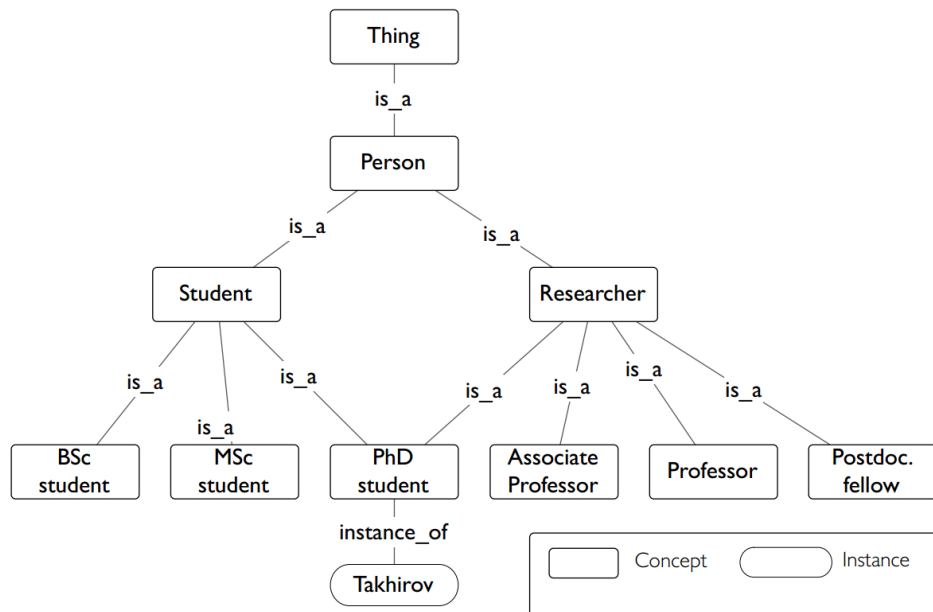 Thing
is_a
Person
is_a
is_a
Student
Researcher
is_a
is_a
is_a
is_a
is_a
is_a
is_a
BSc
student
MSc
student
PhD
student
Associate
Professor
Professor
Postdoc.
fellow
instance_of
Takhirov
Concept
Instance